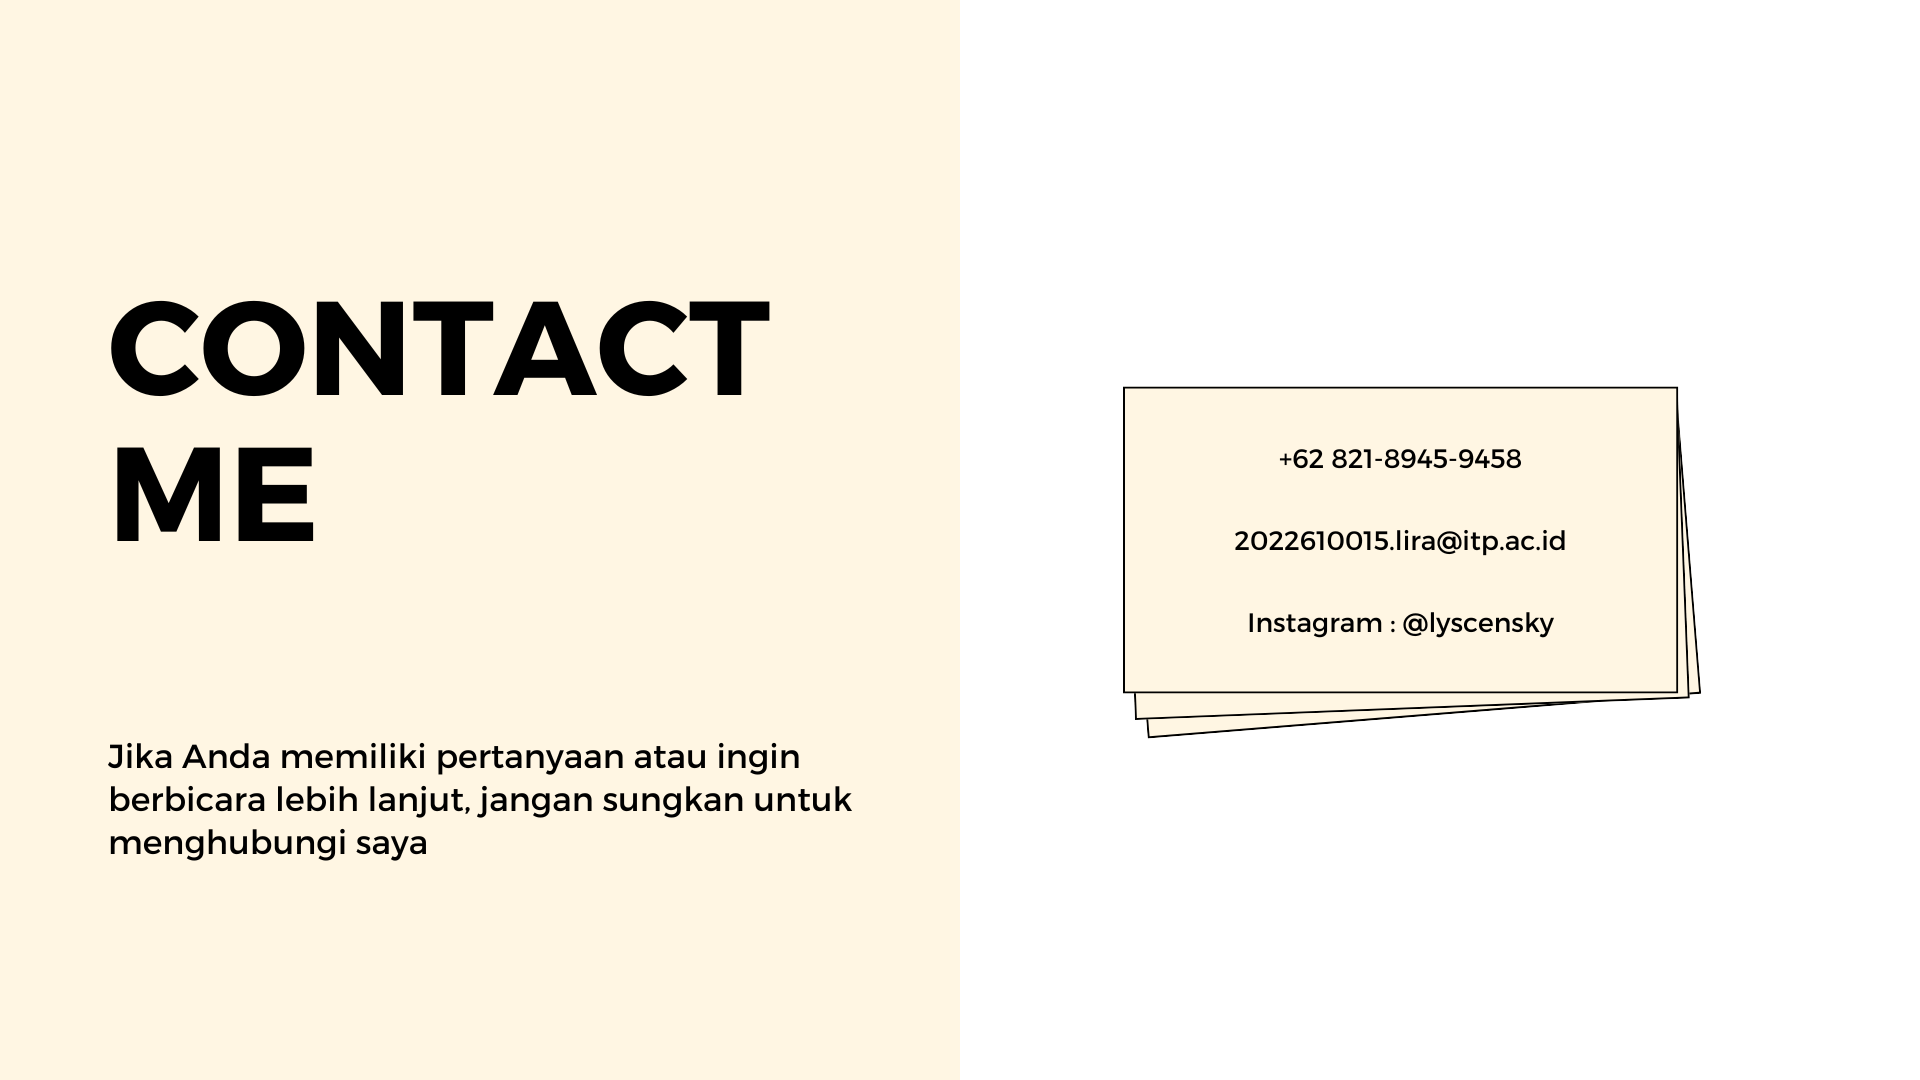 CONTACT
ME
Jika Anda memiliki pertanyaan atau ingin
berbicara lebih lanjut, jangan sungkan untuk
menghubungi saya
+62 821-8945-9458
2022610015.lira@itp.ac.id
Instagram : @lyscensky